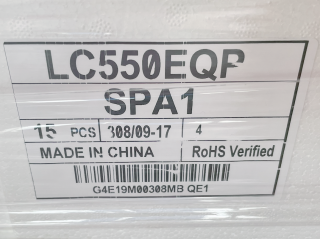 LC550EQP
SPA1
15 PCS 308/09-17 4
MADE IN CHINA RoHS Verified
G4E19M00308MB QE1